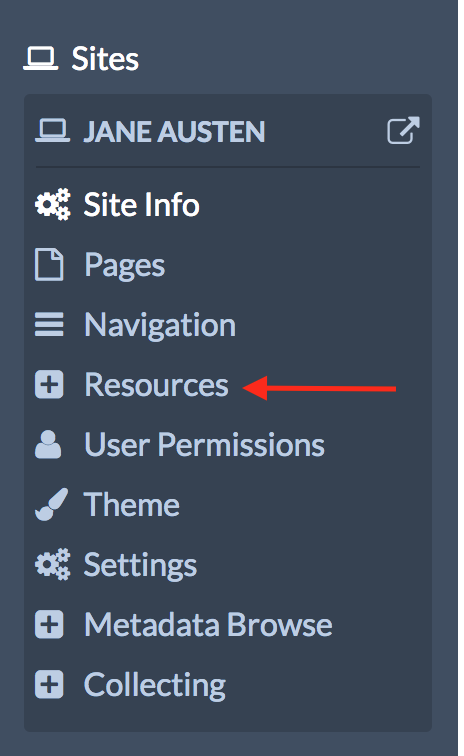 Sites
JANE AUSTEN
Site Info
Pages
Navigation
Resources
User Permissions
Theme
Settings
Metadata Browse
Collecting